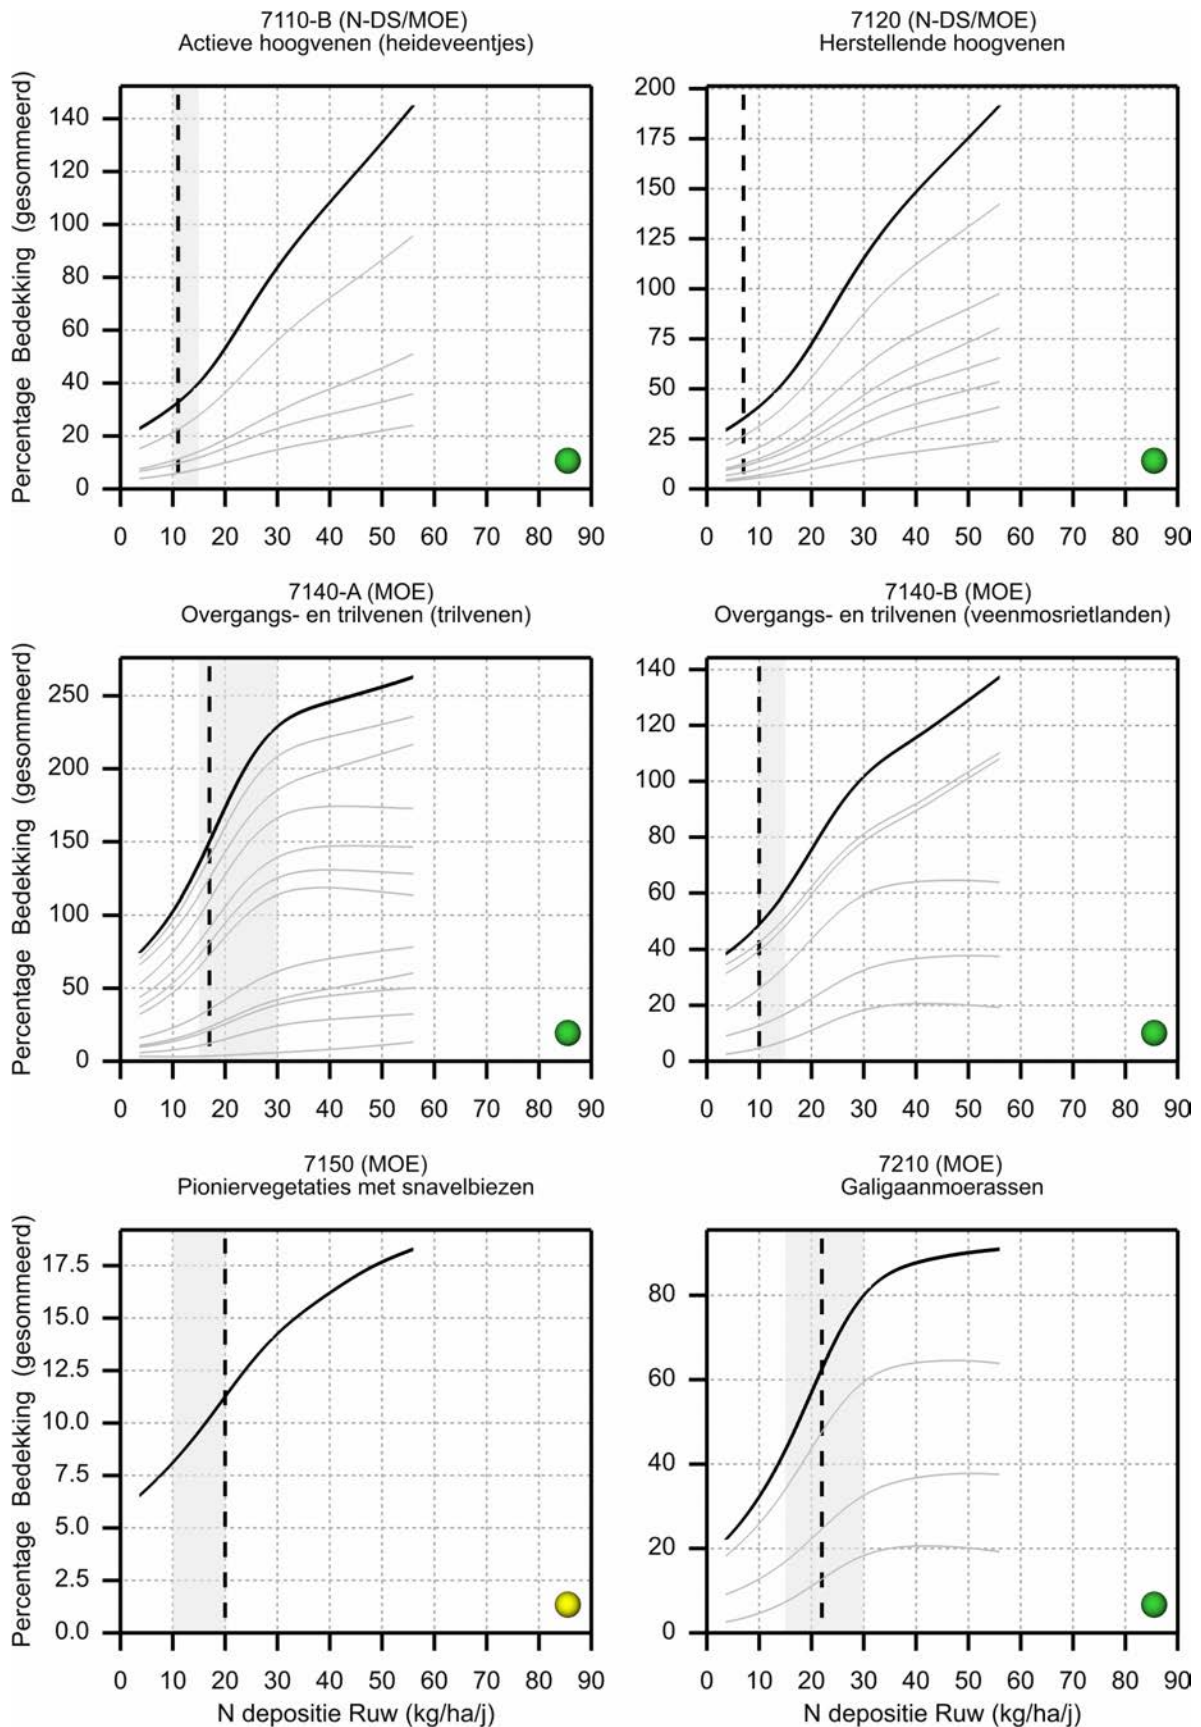 7110-B (N-DS/MOE)
Actieve hoogvenen (heideveentjes)
Percentage Bedekking (gesommeerd)
140
120
100
80
60
40
20
0
0 10 20 30 40 50 60 70 80 90
7120 (N-DS/MOE)
Herstellende hoogvenen
200
175
150
125
100
75
50
25
0
0 10 20 30 40 50 60 70 80 90
7140-A (MOE)
Overgangs- en trilvenen (trilvenen)
Percentage Bedekking (gesommeerd)
250
200
150
100
50
0
0 10 20 30 40 50 60 70 80 90
7140-B (MOE)
Overgangs- en trilvenen (veenmosrietlanden)
140
120
100
80
60
40
20
0
0 10 20 30 40 50 60 70 80 90
7150 (MOE)
Pioniervegetaties met snavelbiezen
Percentage Bedekking (gesommeerd)
17.5
15.0
12.5
10.0
7.5
5.0
2.5
0.0
0 10 20 30 40 50 60 70 80 90
N depositie Ruw (kg/ha/j)
7210 (MOE)
Galigaanmoerassen
80
60
40
20
0
0 10 20 30 40 50 60 70 80 90
N depositie Ruw (kg/ha/j)